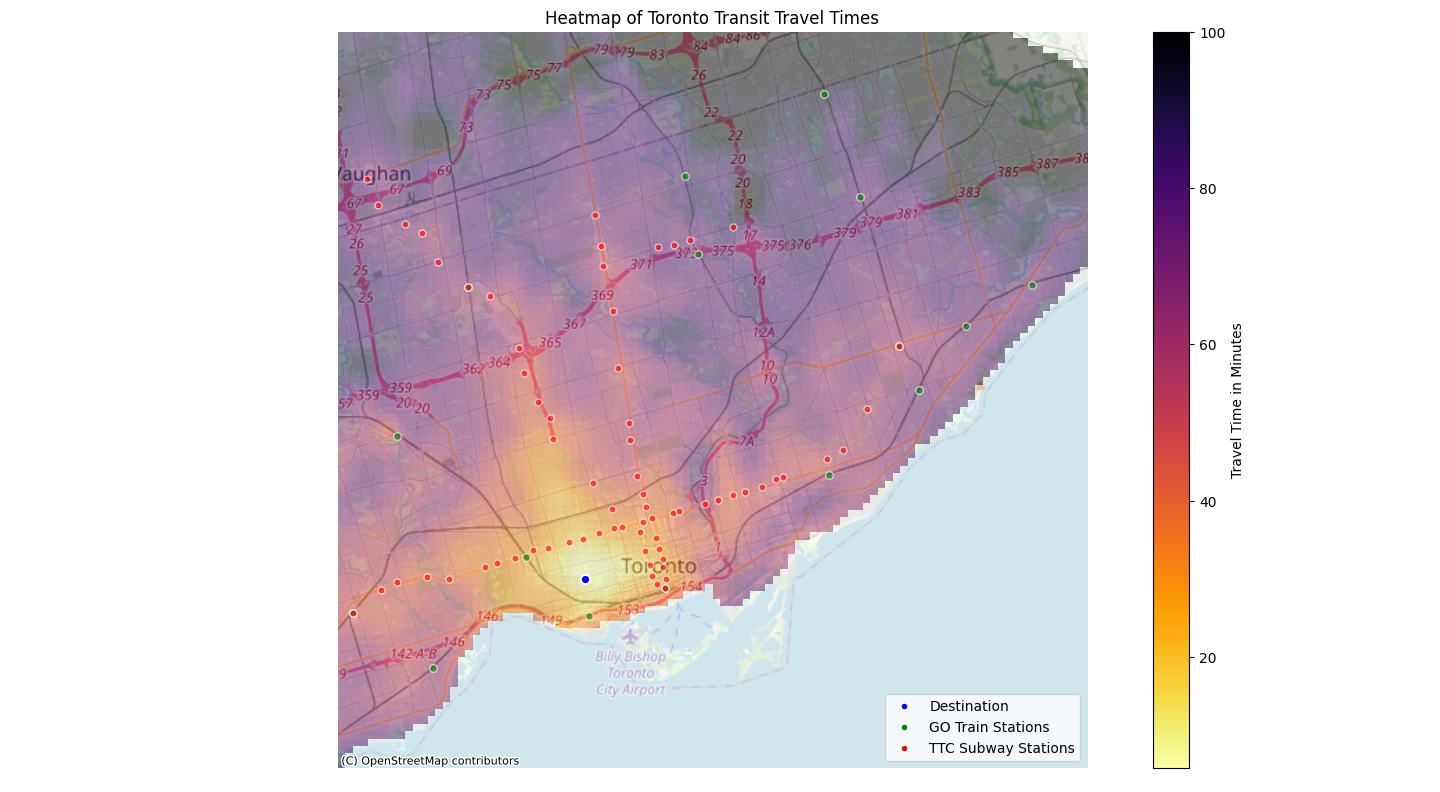 Heatmap of Toronto Transit Travel Times
79 79 83 84 84 86
77
75
75
26
73
22
73
22
31
20
Vaughan
69
385 387 38
67
20
383
67
18
381
27
17
379
379
26
371
373 375 375 376
25
14
25
369
367
12A
365
364
362
10
10
359
359
57
20 20
7A
3
1
Toronto
154
153
146
149
146
142 A-B
9
Billy Bishop
Toronto
City Airport
(C) OpenStreetMap contributors
Destination
GO Train Stations
TTC Subway Stations
100
80
60
40
20
Travel Time in Minutes